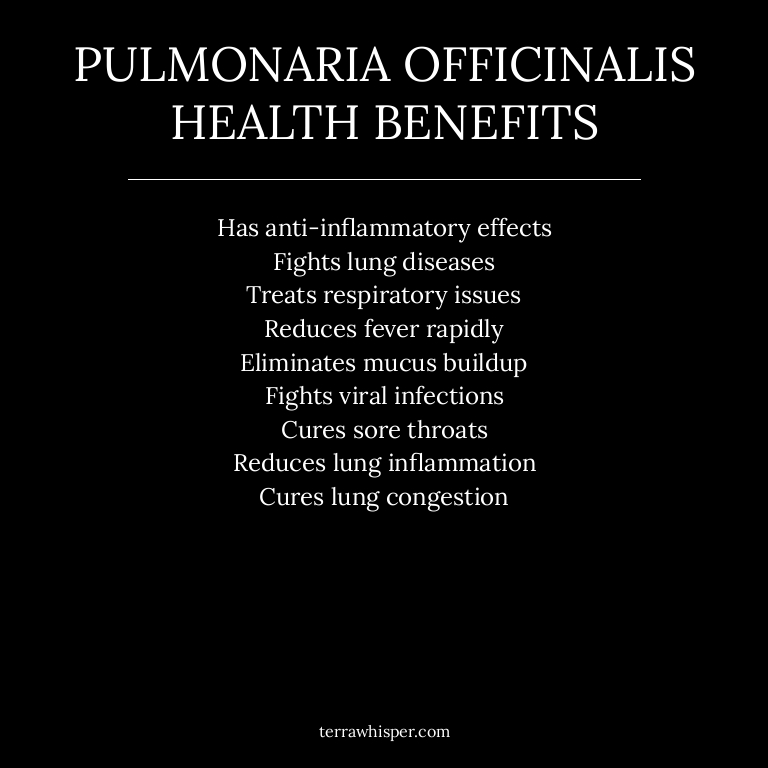 PULMONARIA OFFICINALIS
HEALTH BENEFITS
Has anti-inflammatory effects
Fights lung diseases
Treats respiratory issues
Reduces fever rapidly
Eliminates mucus buildup
Fights viral infections
Cures sore throats
Reduces lung inflammation
Cures lung congestion
terrawhisper.com